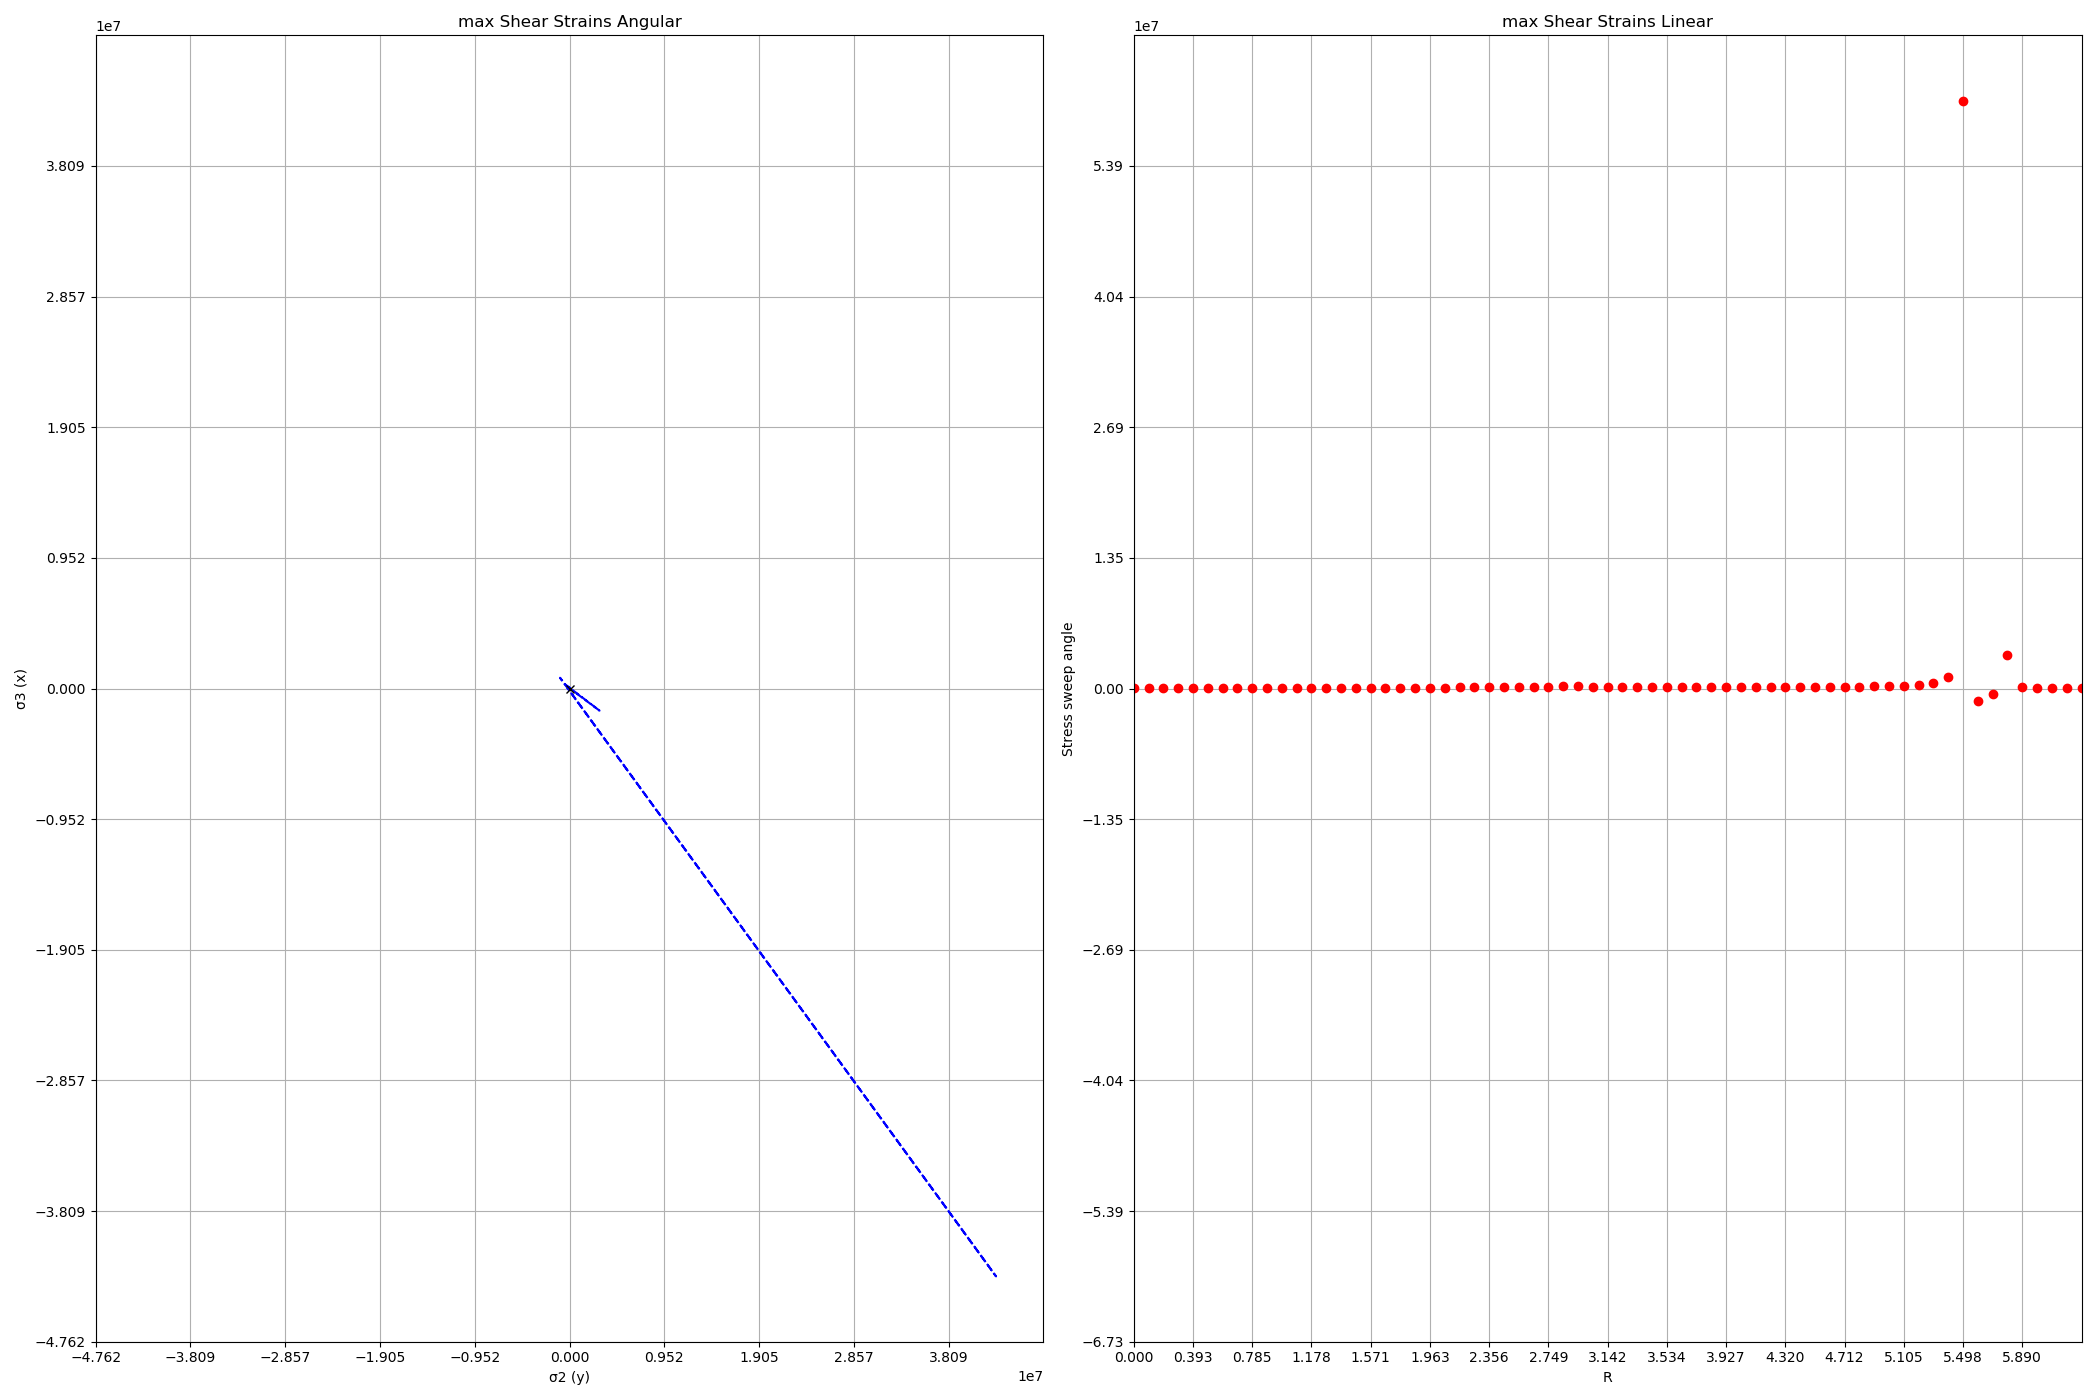 max Shear Strains Angular
1e7
3.809
2.857
1.905
0.952
0.000
−0.952
−1.905
−2.857
−3.809
−4.762
σ3 (x)
−4.762 −3.809 −2.857 −1.905 −0.952 0.000 0.952 1.905 2.857 3.809
σ2 (y)
1e7
max Shear Strains Linear
1e7
5.39
4.04
2.69
1.35
0.00
−1.35
−2.69
−4.04
−5.39
−6.73
Stress sweep angle
0.000 0.393 0.785 1.178 1.571 1.963 2.356 2.749 3.142 3.534 3.927 4.320 4.712 5.105 5.498 5.890
R